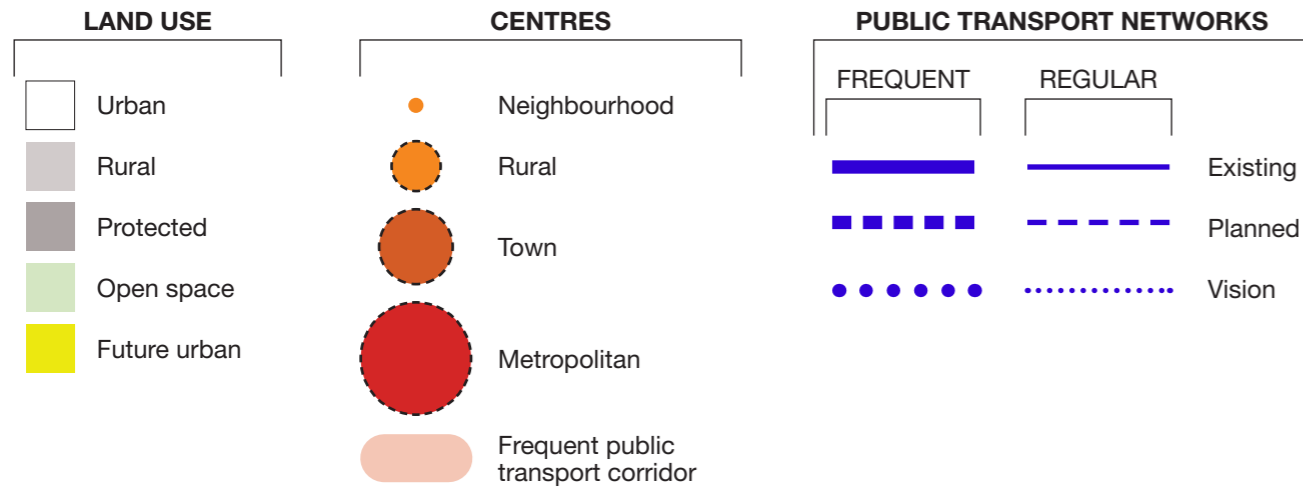 LAND USE
Urban
Rural
Protected
Open space
Future urban
CENTRES
Neighbourhood
Rural
Town
Metropolitan
Frequent public
transport corridor
PUBLIC TRANSPORT NETWORKS
FREQUENT
REGULAR
Existing
Planned
Vision